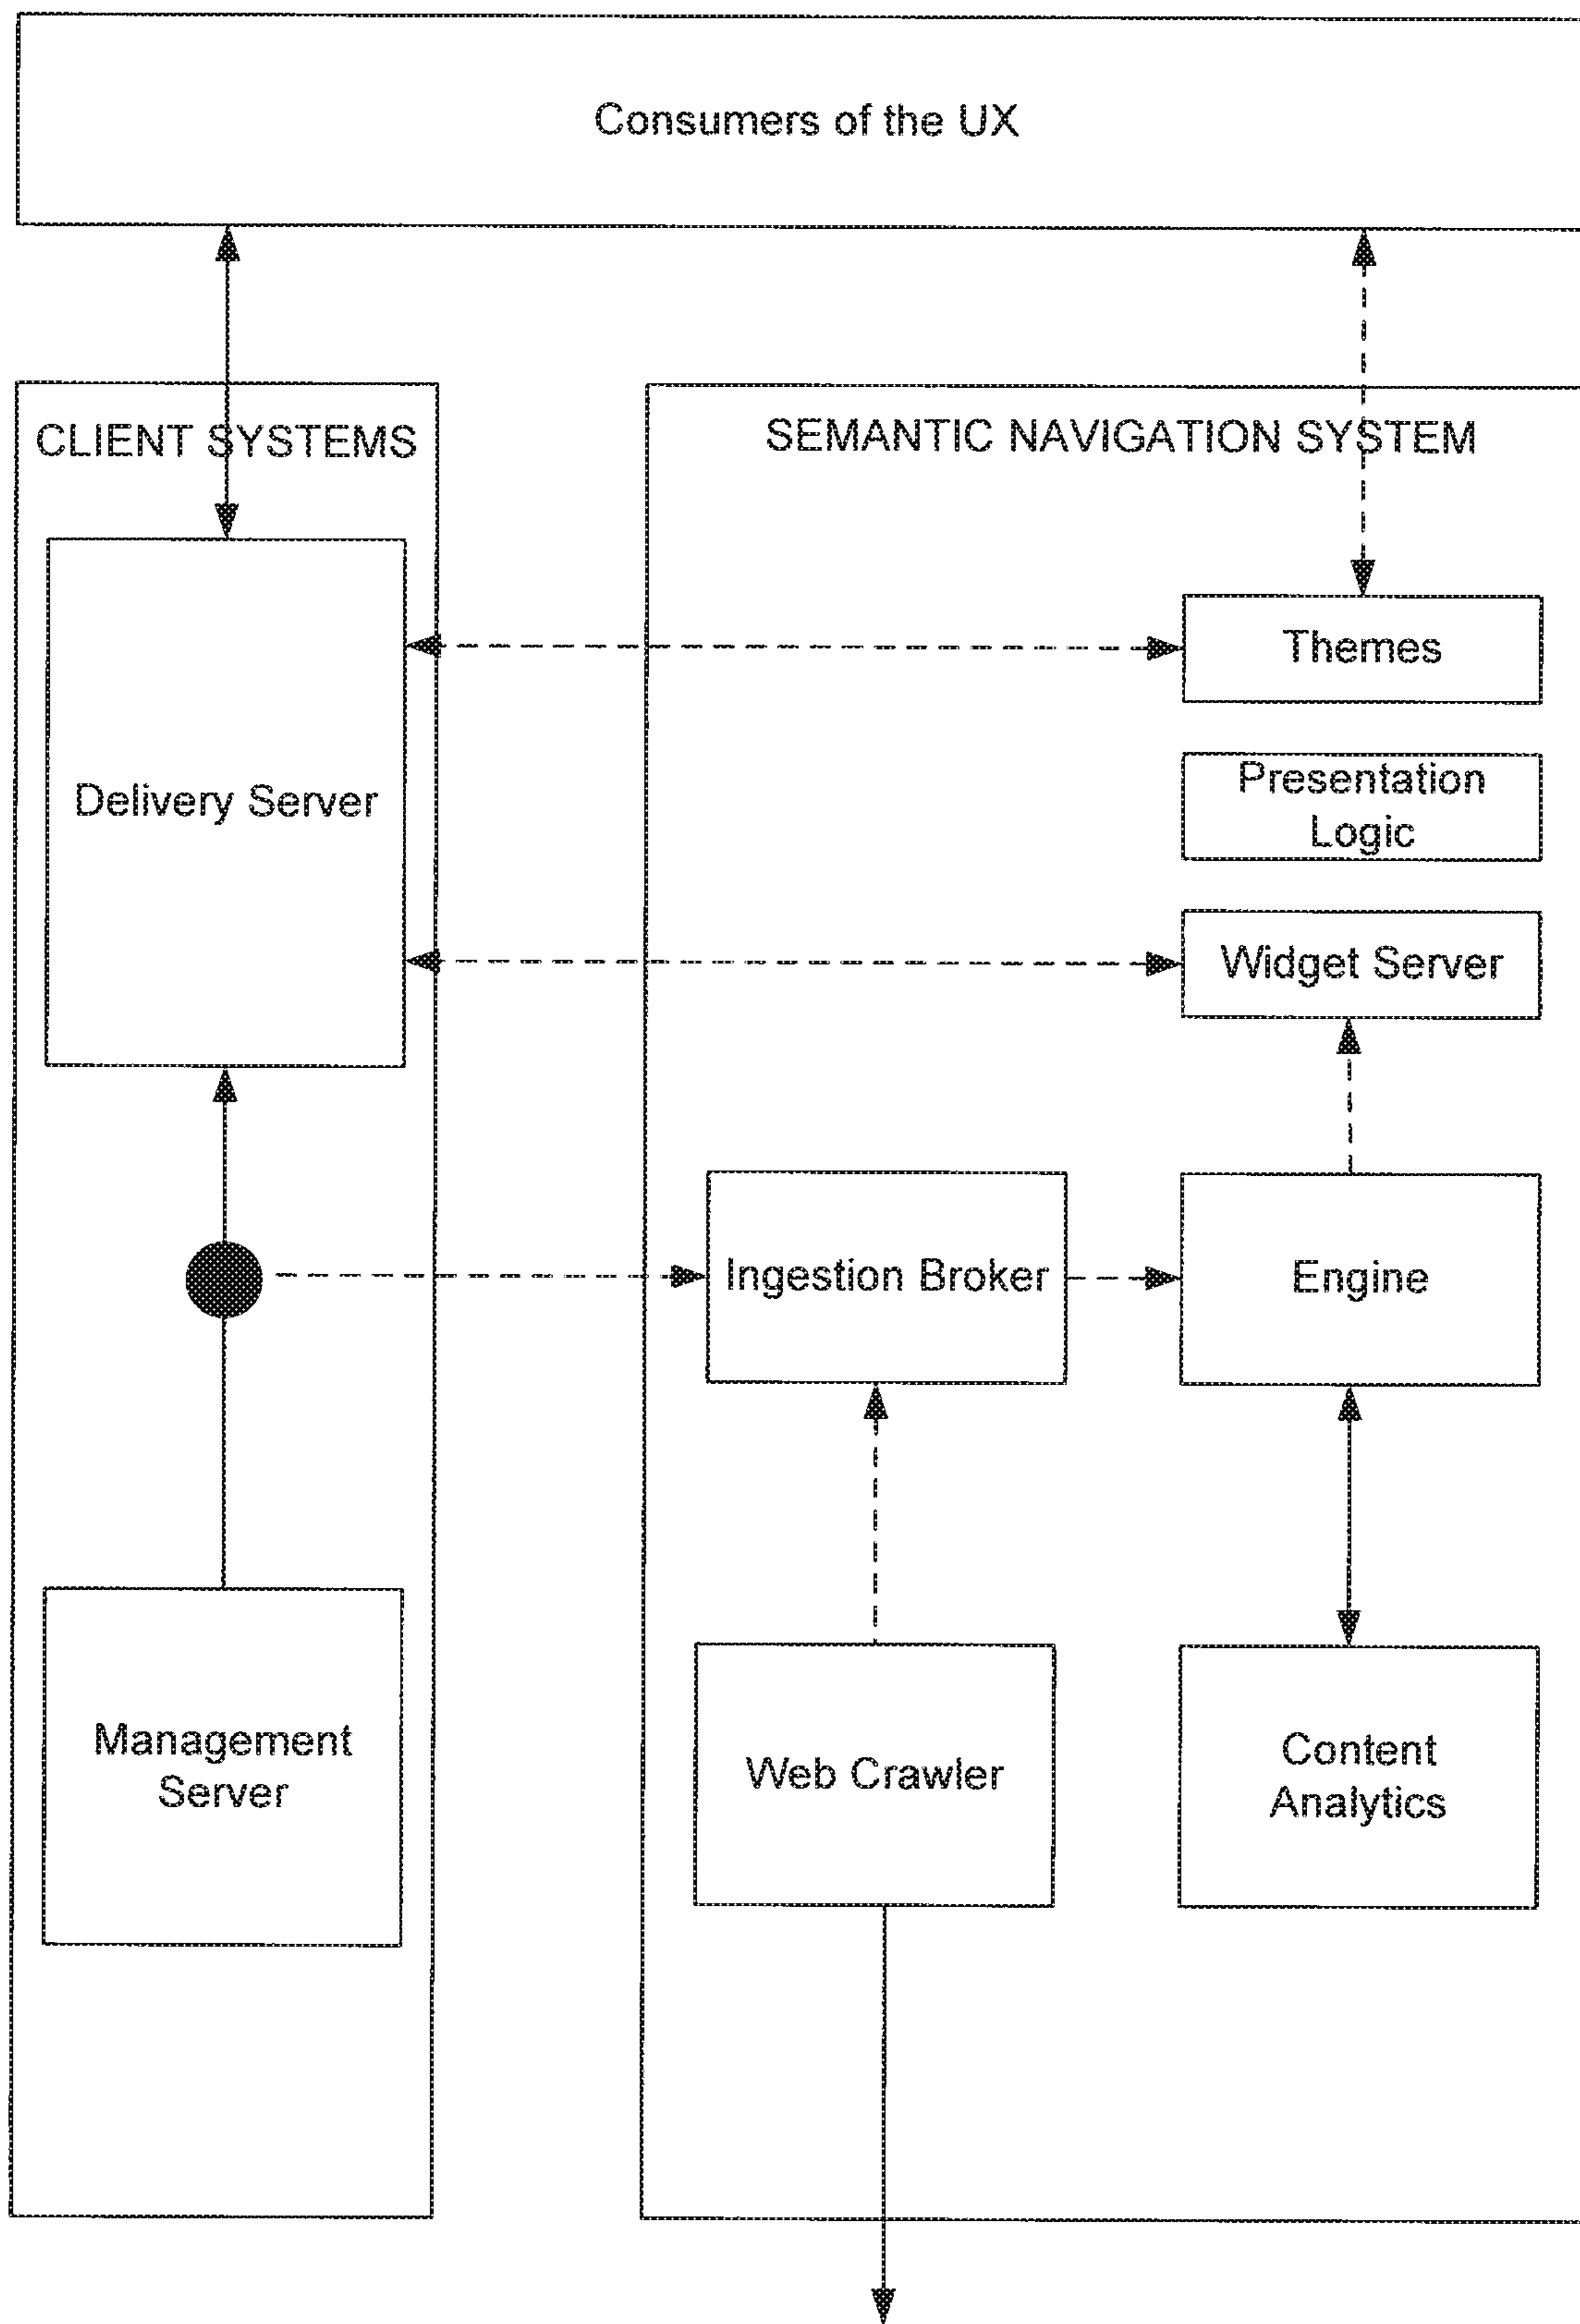 Consumers of the UX
CLIENT SYSTEMS
SEMANTIC NAVIGATION SYSTEM
Themes
Delivery Server
Presentation
Logic
Widget Server
Ingestion Broker
Engine
Management
Server
Web Crawler
Content
Analytics